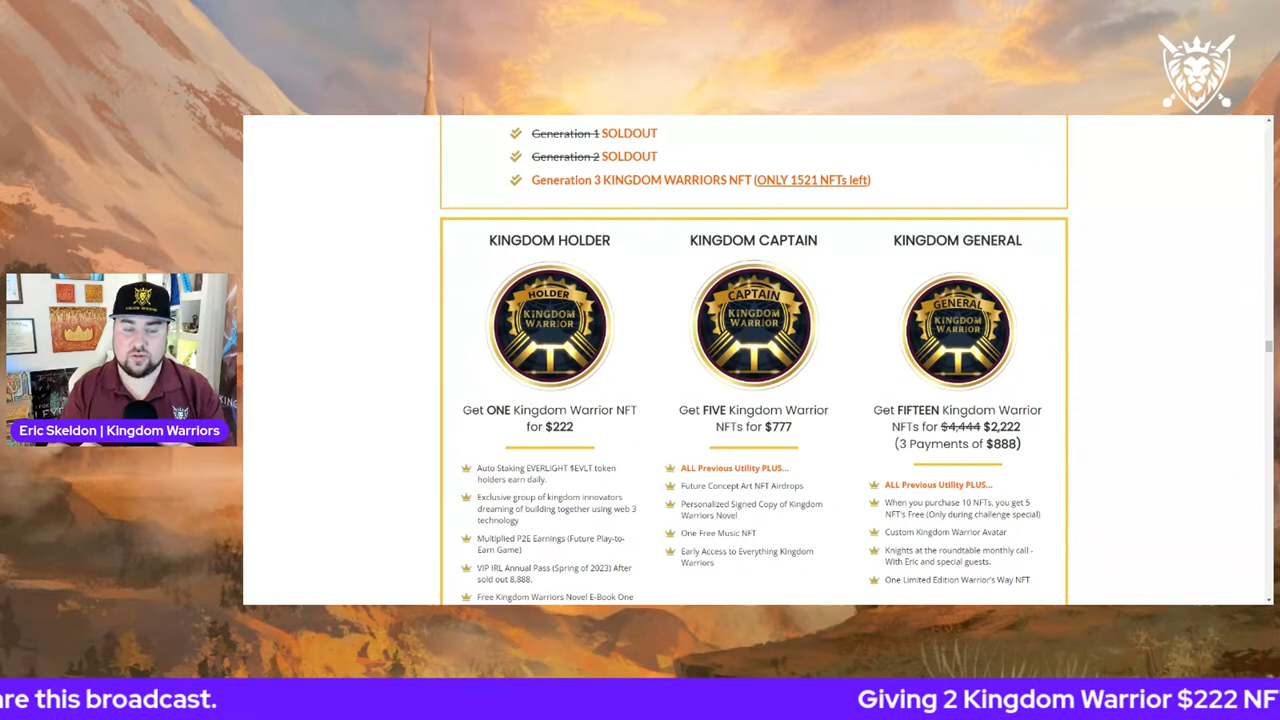 Generation 1 SOLDOUT
Generation 2 SOLDOUT
Generation 3 KINGDOM WARRIORS NFT (ONLY 1521 NFTs left)
KINGDOM HOLDER
HOLDER
KINGDOM
WARRIOR
Get ONE Kingdom Warrior NFT
for $222
Auto Staking EVERLIGHT $EVLT token
holders earn daily.
Exclusive group of kingdom innovators
dreaming of building together using web 3
technology
Multiplied P2E Earnings (Future Play-to-
Earn Game)
VIP IRL Annual Pass (Spring of 2023) After
sold out 8,888.
Free Kingdom Warriors Novel E-Book One
KINGDOM CAPTAIN
CAPTAIN
KINGDOM
WARRIOR
Get FIVE Kingdom Warrior
NFTs for $777
ALL Previous Utility PLUS...
Future Concept Art NFT Airdrops
Personalized Signed Copy of Kingdom
Warriors Novel
One Free Music NFT
Early Access to Everything Kingdom
Warriors
KINGDOM GENERAL
GENERAL
KINGDOM
WARRIOR
Get FIFTEEN Kingdom Warrior
NFTs for $4,444 $2,222
(3 Payments of $888)
ALL Previous Utility PLUS...
When you purchase 10 NFTs, you get 5
NFT's Free (Only during challenge special)
Custom Kingdom Warrior Avatar
Knights at the roundtable monthly call -
With Eric and special guests.
One Limited Edition Warrior's Way NFT
Eric Skeldon | KIngdom Warriors
re this broadcast.
Giving 2 Kingdom Warrior $222 NF